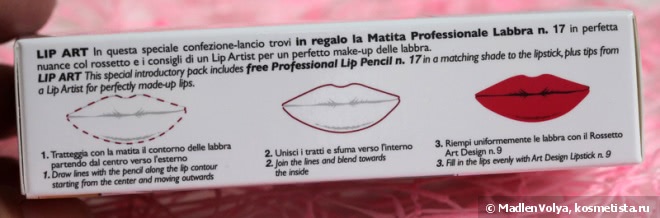 LIP ART In questa speciale confezione-lancio trovi in regalo la Matita Professionale Labbra n. 17 in perfetta
nuance col rossetto e i consigli di un Lip Artist per un perfetto make-up delle labbra.
LIP ART This special introductory pack includes free Professional Lip Pencil n. 17 in a matching shade to the lipstick, plus tips from
a Lip Artist for perfectly made-up lips.
1. Tratteggia con la matita il contorno delle labbra
partendo dal centro verso l'esterno
1. Draw lines with the pencil along the lip contour
starting from the center and moving outwards
2. Unisci i tratti e sfuma verso l'interno
2. Join the lines and blend towards
the inside
3. Riempi uniformemente le labbra con il Rossetto
Art Design n. 9
3. Fill in the lips evenly with Art Design Lipstick n. 9
© MadlenVolya, kosmetista.ru